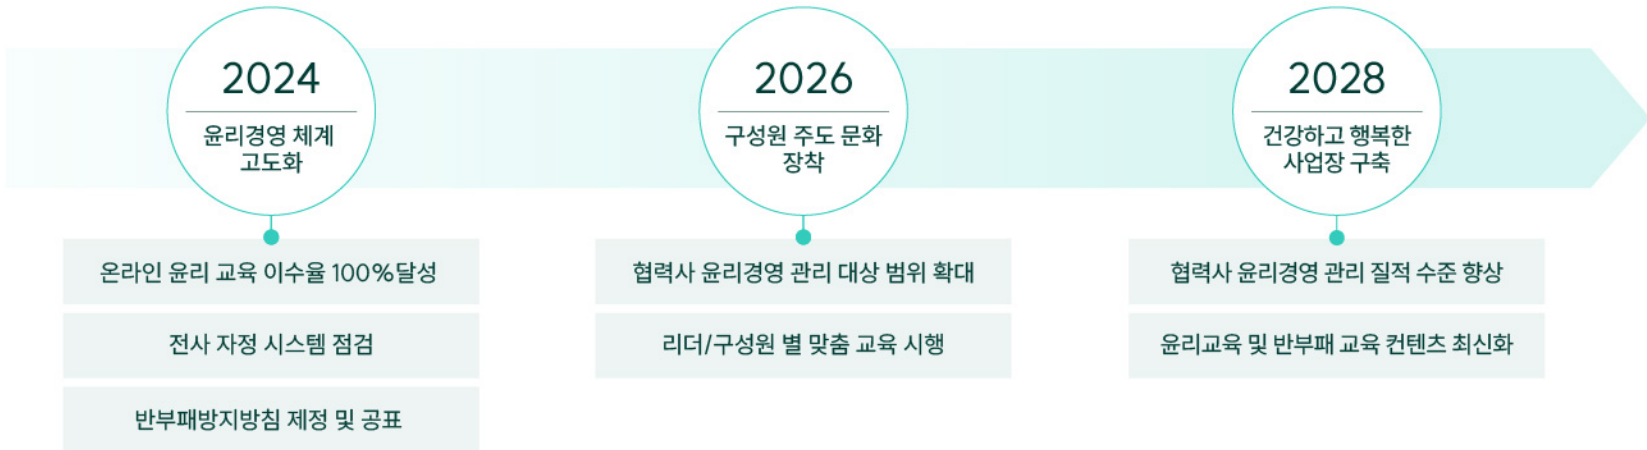 2024
윤리경영 체계
고도화
온라인 윤리 교육 이수율 100%달성
전사 자정 시스템 점검
반부패방지방침 제정 및 공표
2026
구성원 주도 문화
장착
협력사 윤리경영 관리 대상 범위 확대
리더/구성원 별 맞춤 교육 시행
2028
건강하고 행복한
사업장 구축
협력사 윤리경영 관리 질적 수준 향상
윤리교육 및 반부패 교육 컨텐츠 최신화